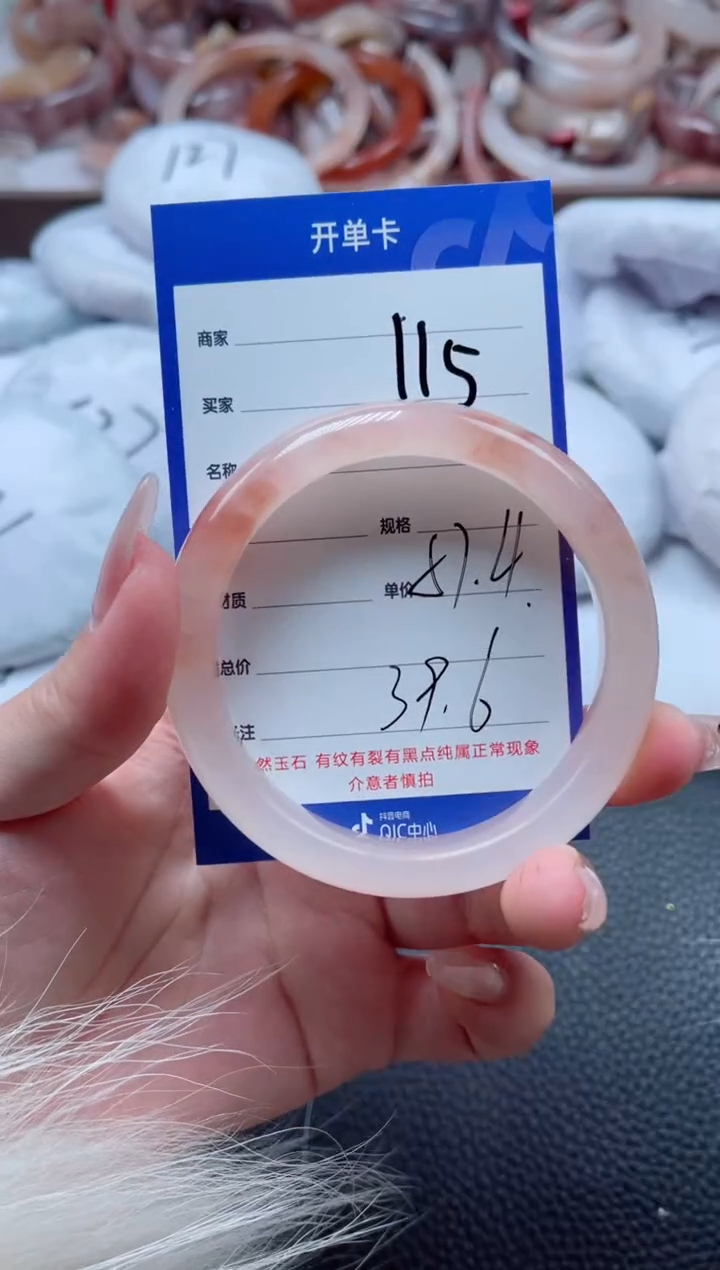 121
开单卡
商家
115
买家
名称
规格
材质
单价
87.4
总价
39.6
备注
然玉石 有纹有裂有黑点纯属正常现象
介意者慎拍
抖音电商
QIC中心